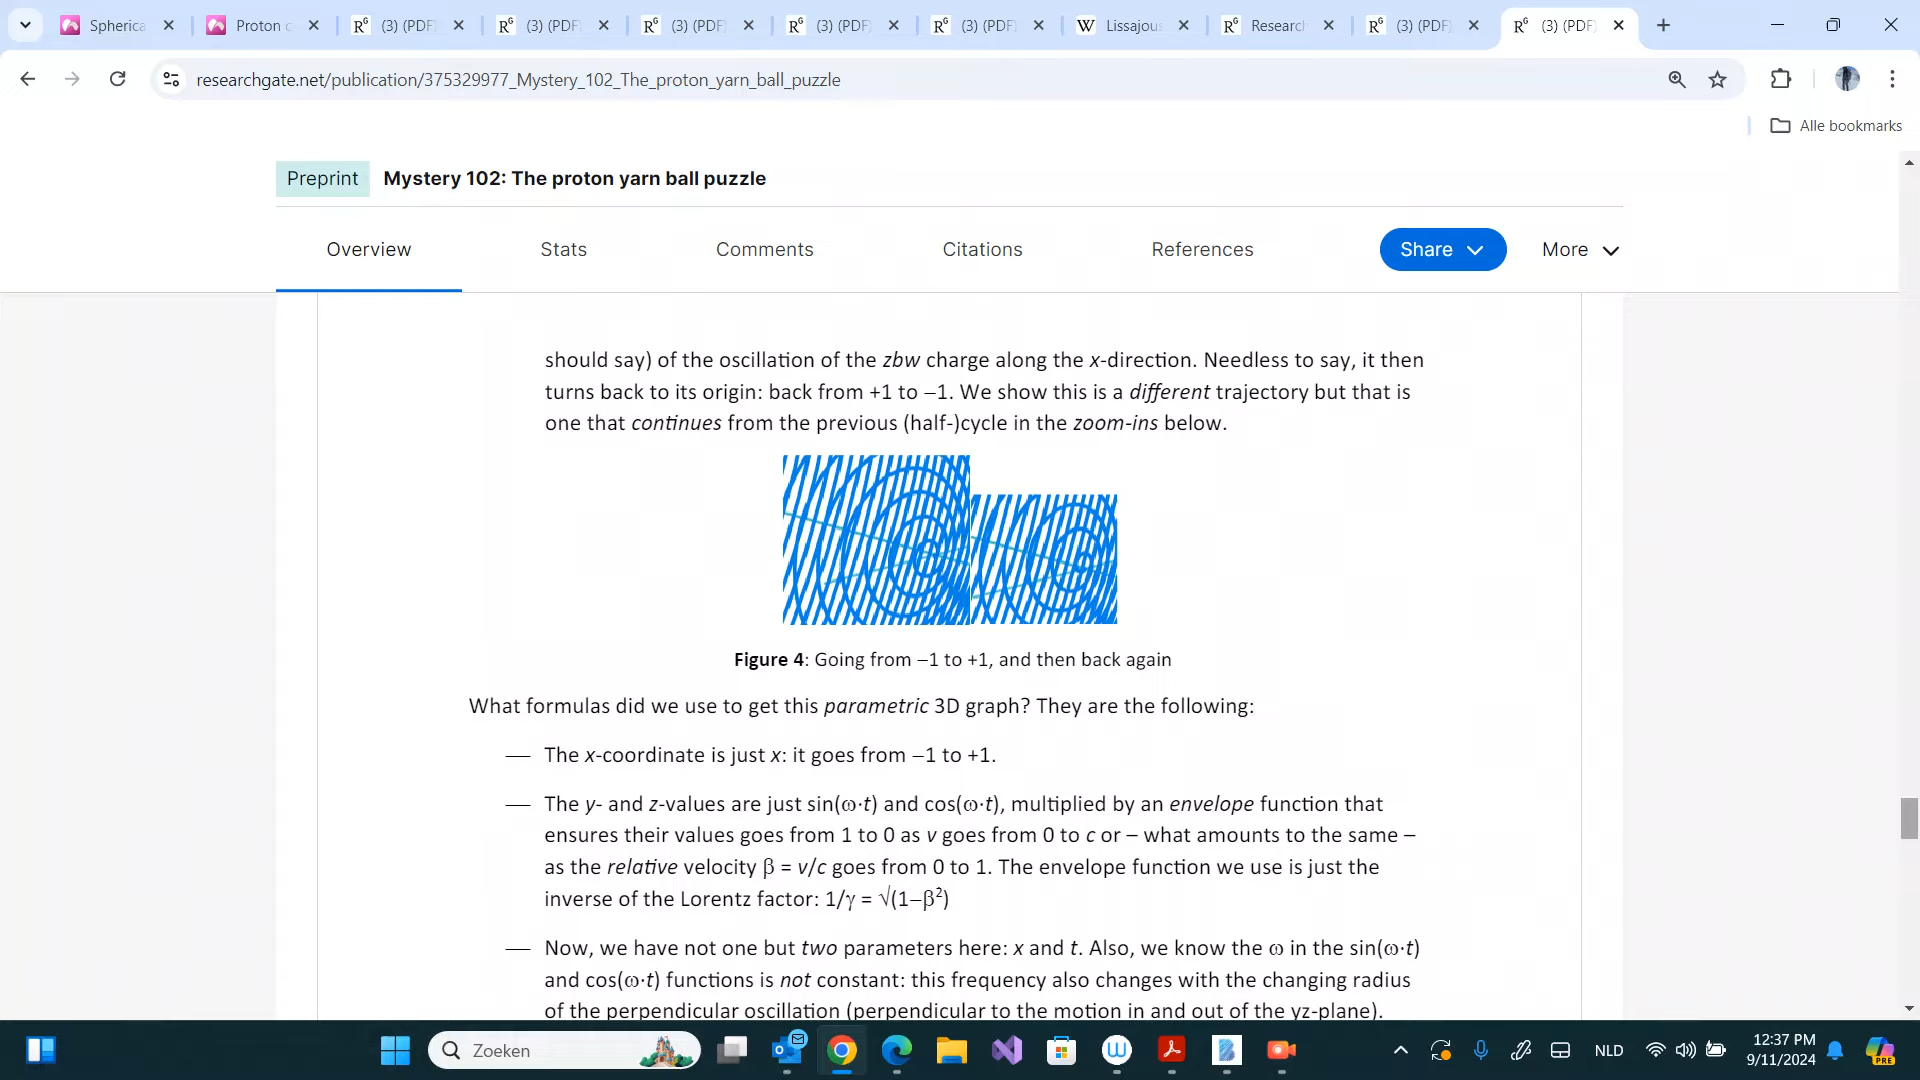 Spherica
Proton c
(3) (PDF)
(3) (PDF)
(3) (PDF)
(3) (PDF)
(3) (PDF)
W Lissajous
Research
(3) (PDF)
(3) (PDF)
researchgate.net/publication/375329977_Mystery_102_The_proton_yarn_ball_puzzle
Alle bookmarks
Preprint Mystery 102: The proton yarn ball puzzle
Overview Stats Comments Citations References Share More
should say) of the oscillation of the zbw charge along the x-direction. Needless to say, it then
turns back to its origin: back from +1 to −1. We show this is a different trajectory but that is
one that continues from the previous (half-)cycle in the zoom-ins below.
Figure 4: Going from −1 to +1, and then back again
What formulas did we use to get this parametric 3D graph? They are the following:
— The x-coordinate is just x: it goes from −1 to +1.
— The y- and z-values are just sin(ω·t) and cos(ω·t), multiplied by an envelope function that
ensures their values goes from 1 to 0 as v goes from 0 to c or – what amounts to the same –
as the relative velocity β = v/c goes from 0 to 1. The envelope function we use is just the
inverse of the Lorentz factor: 1/γ = √(1−β²)
— Now, we have not one but two parameters here: x and t. Also, we know the ω in the sin(ω·t)
and cos(ω·t) functions is not constant: this frequency also changes with the changing radius
of the perpendicular oscillation (perpendicular to the motion in and out of the yz-plane).
Zoeken
NLD
12:37 PM
9/11/2024
PRE